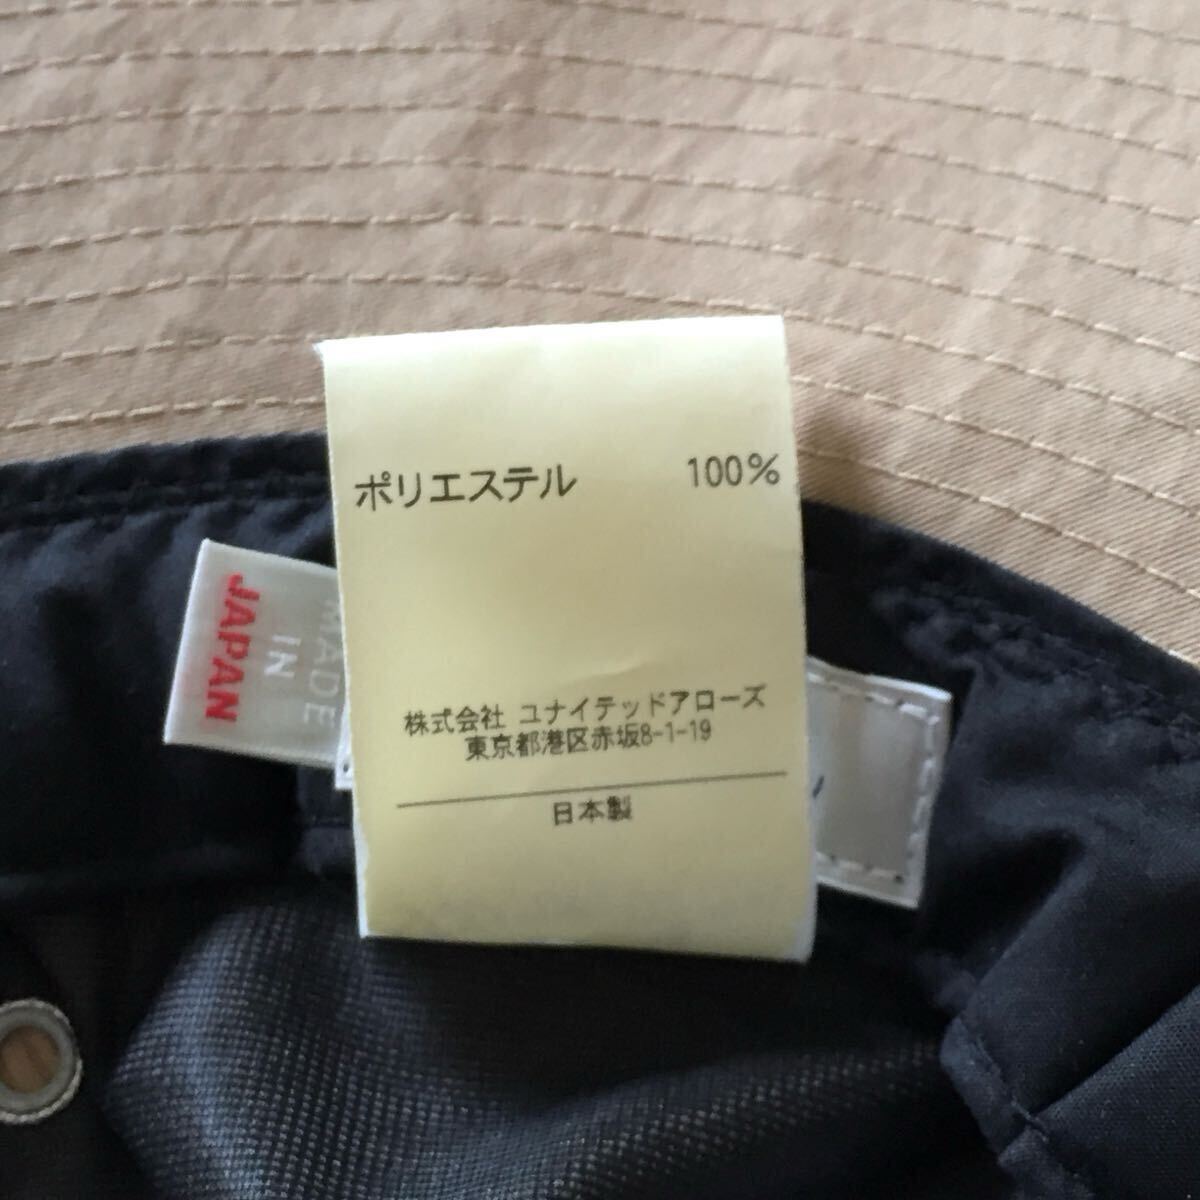 ポリエステル 100%
株式会社 ユナイテッドアローズ
東京都港区赤坂8-1-19
日本製
MADE
IN
JAPAN